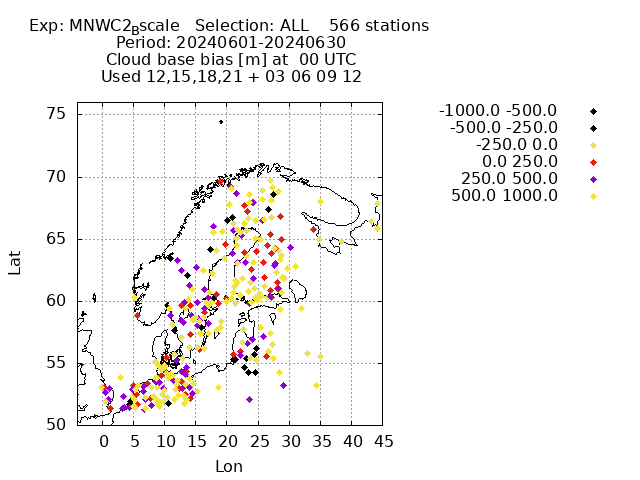 Exp: MNWC2_Bscale   Selection: ALL    566 stations
Period: 20240601-20240630
Cloud base bias [m] at  00 UTC
Used 12,15,18,21 + 03 06 09 12
-1000.0 -500.0
-500.0 -250.0
-250.0 0.0
0.0 250.0
250.0 500.0
500.0 1000.0
Lat
75
70
65
60
55
50
0 5 10 15 20 25 30 35 40 45
Lon